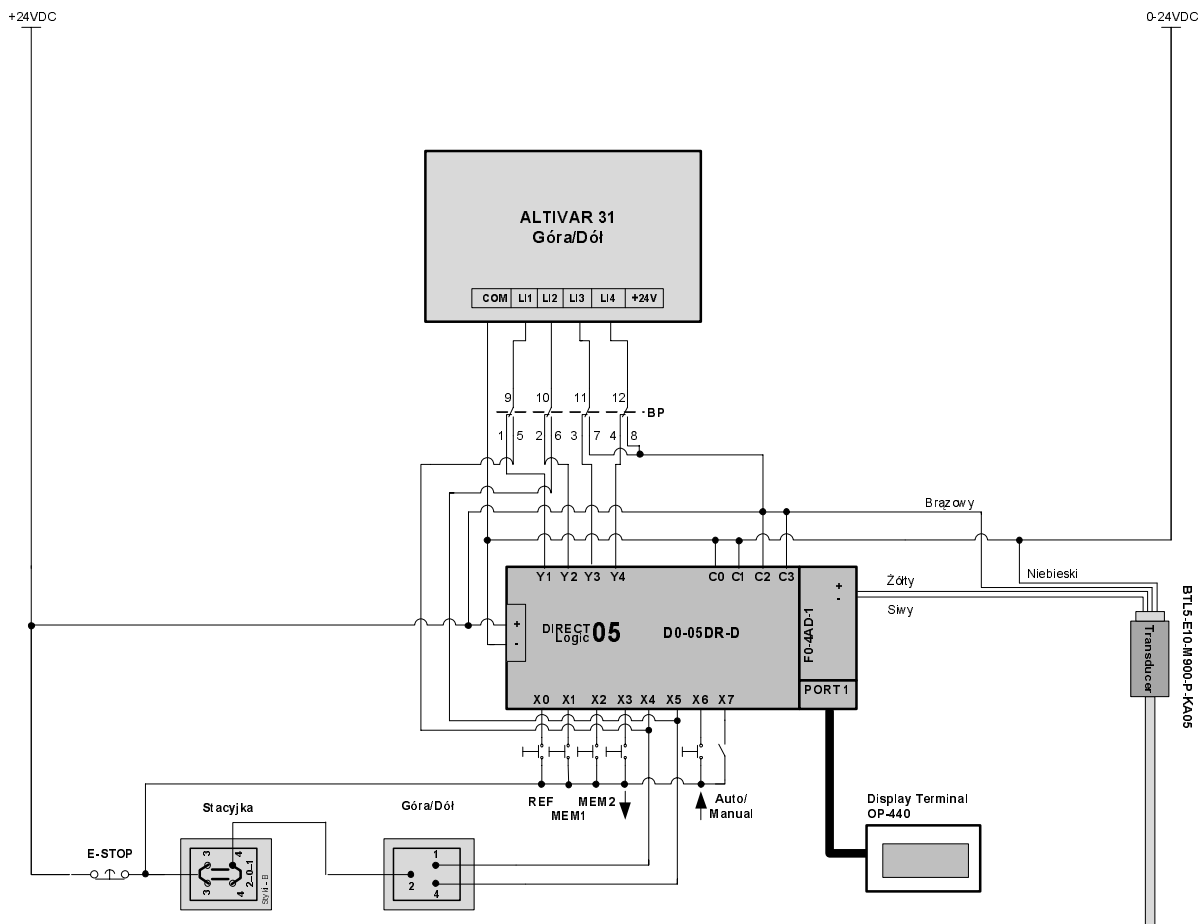 +24VDC
0-24VDC
ALTIVAR 31
Góra/Dół
COM LI1 LI2 LI3 LI4 +24V
9 10 11 12
BP
1 5 2 6 3 7 4 8
Brązowy
Y1 Y2 Y3 Y4 C0 C1 C2 C3
Niebieski
Żółty
Siwy
+
-
+
-
DIRECT
Logic 05
D0-05DR-D
F0-4AD-1
PORT 1
X0 X1 X2 X3 X4 X5 X6 X7
Transducer
BTL5-E10-M900-P-KA05
REF
MEM1
MEM2
Auto/
Manual
Display Terminal
OP-440
Stacyjka
Góra/Dół
E-STOP
3 4
3 4
2-0-1
Styki - B
1
2
4